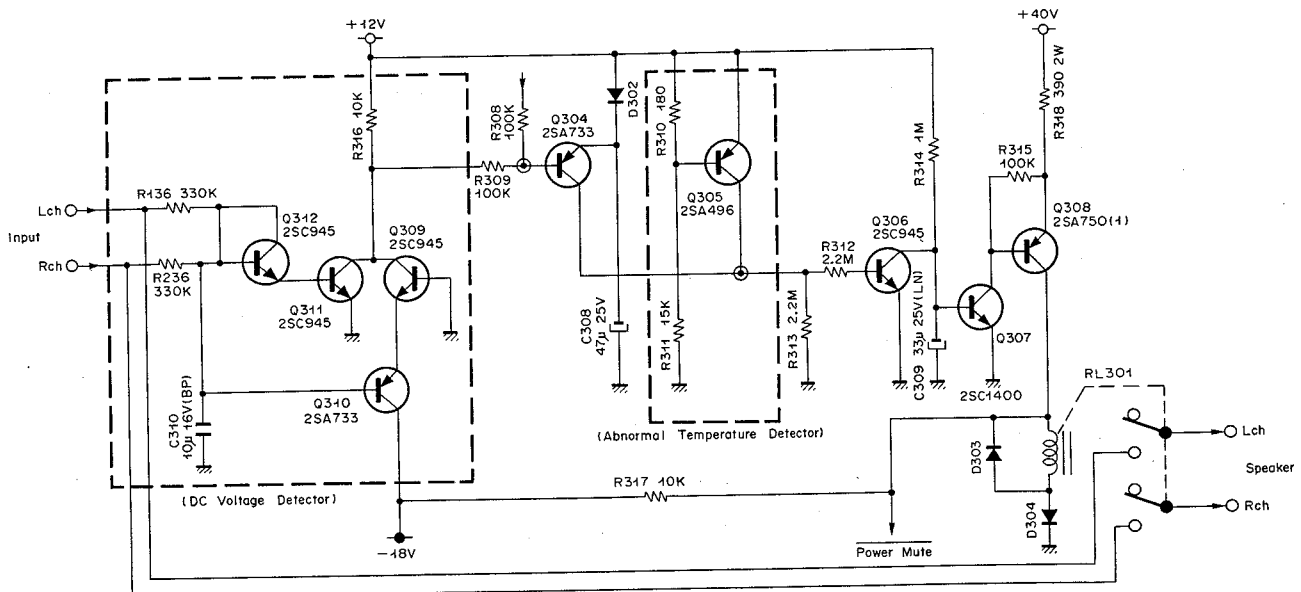 +12V
+40V
R316 10K
R308
100K
Q304
2SA733
D302
R310 180
Q305
2SA496
R314 1M
R318 390 2W
R315
100K
Q308
2SA750(1)
R136 330K
Lch
Input
Rch
R236
330K
Q312
2SC945
Q309
2SC945
R309
100K
Q311
2SC945
R312
2.2M
Q306
2SC945
C308
47μ 25V
R311 15K
R313 2.2M
C309 33μ 25V(LN)
Q307
2SC1400
RL301
C310
10μ 16V(BP)
Q310
2SA733
(DC Voltage Detector)
(Abnormal Temperature Detector)
D303
D304
R317 10K
Power Mute
-18V
Lch
Speaker
Rch